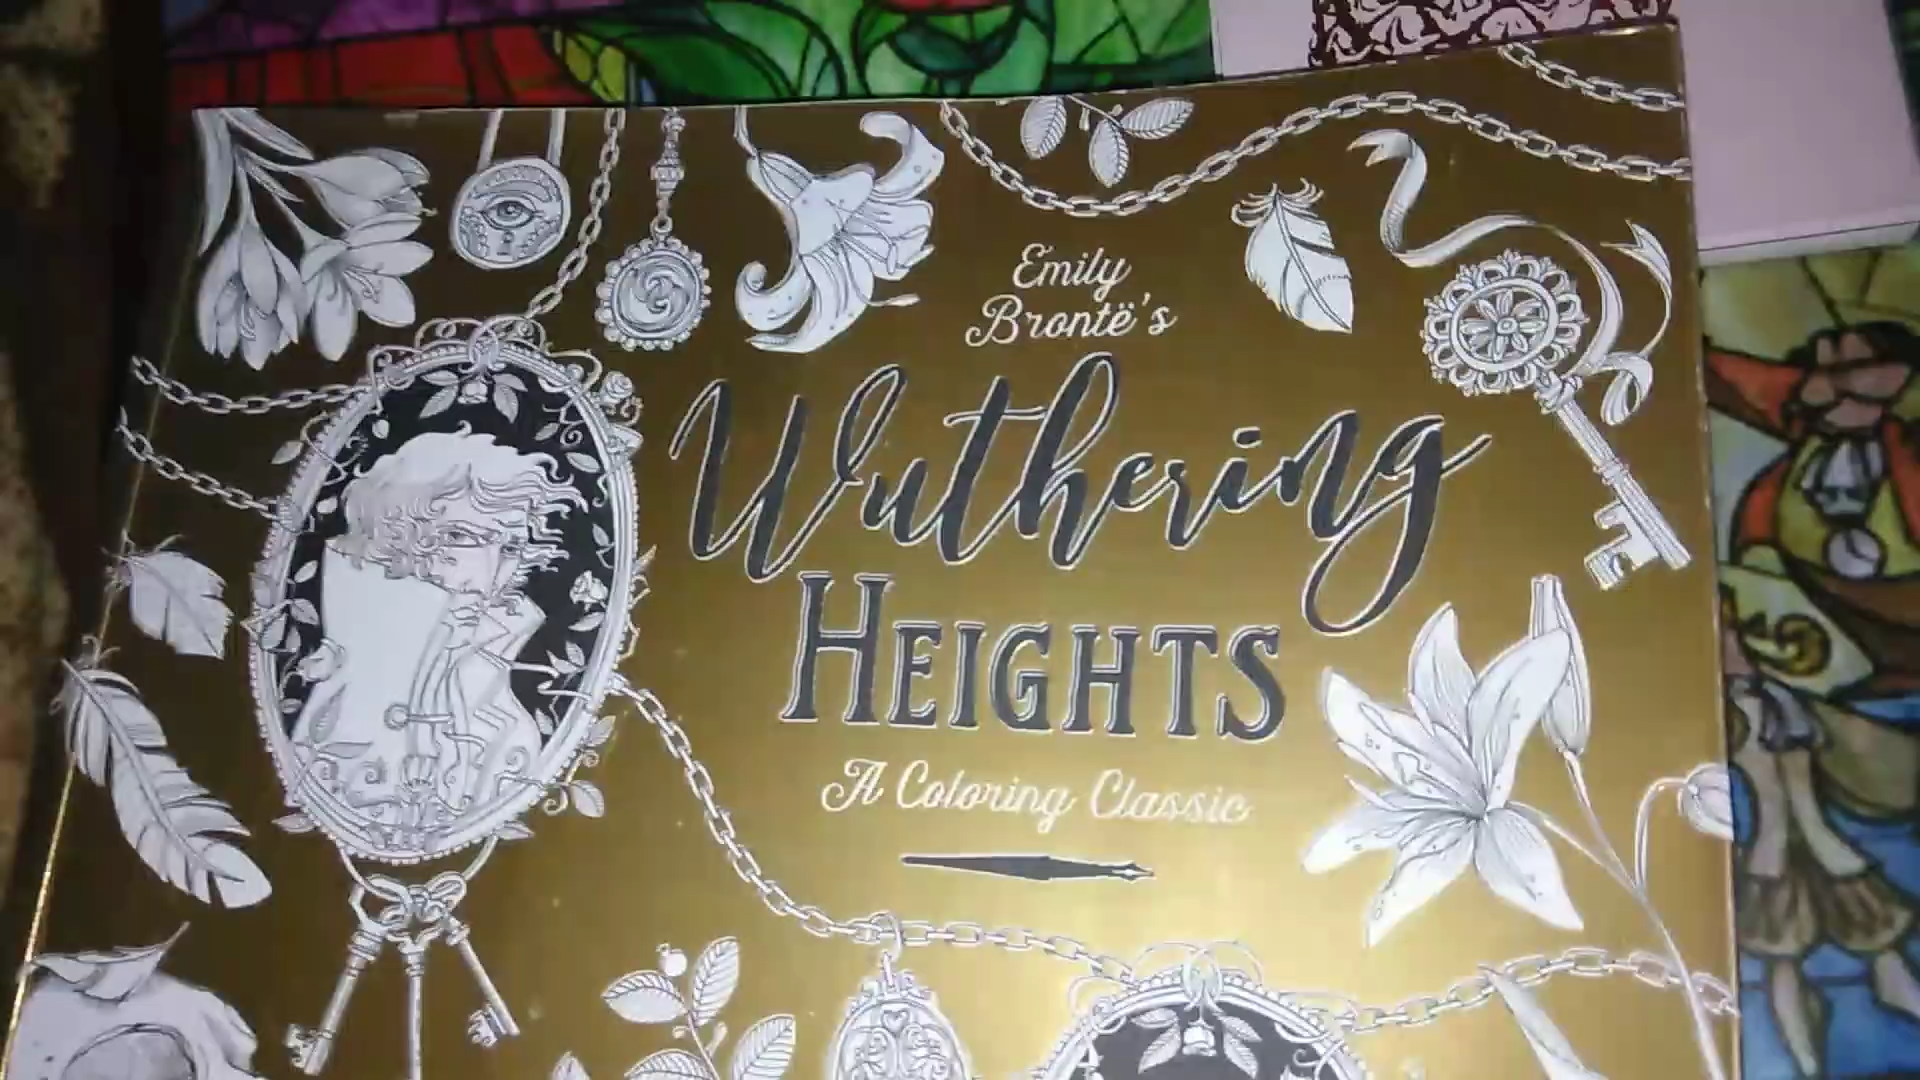 Emily
Brontë's
Wuthering
HEIGHTS
A Coloring Classic